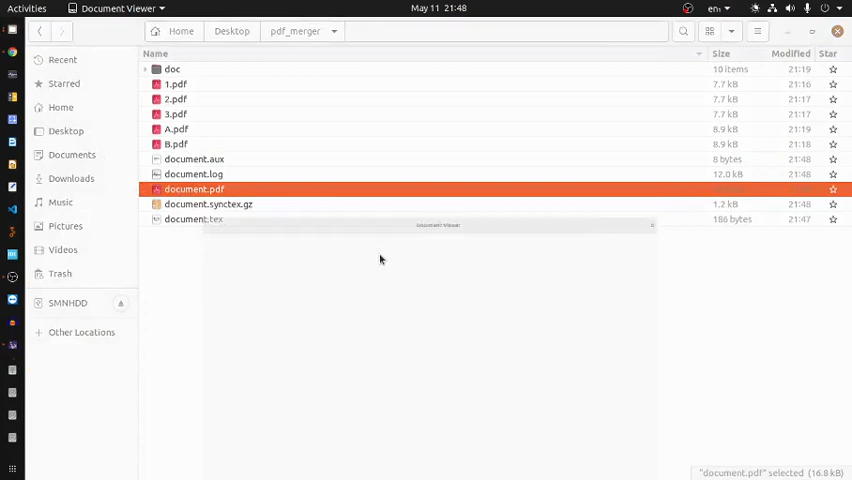 Activities Document Viewer May 11 21:48 en
Home Desktop pdf_merger
Name Size Modified Star
Recent
Starred
Home
Desktop
Documents
Downloads
Music
Pictures
Videos
Trash
SMNHDD
Other Locations
doc 10 items 21:19
1.pdf 7.7 kB 21:16
2.pdf 7.7 kB 21:17
3.pdf 7.7 kB 21:17
A.pdf 8.9 kB 21:19
B.pdf 8.9 kB 21:18
document.aux 8 bytes 21:48
document.log 12.0 kB 21:48
document.pdf 21:48
document.synctex.gz 1.2 kB 21:48
document.tex 186 bytes 21:47
Document Viewer
"document.pdf" selected (16.8 kB)